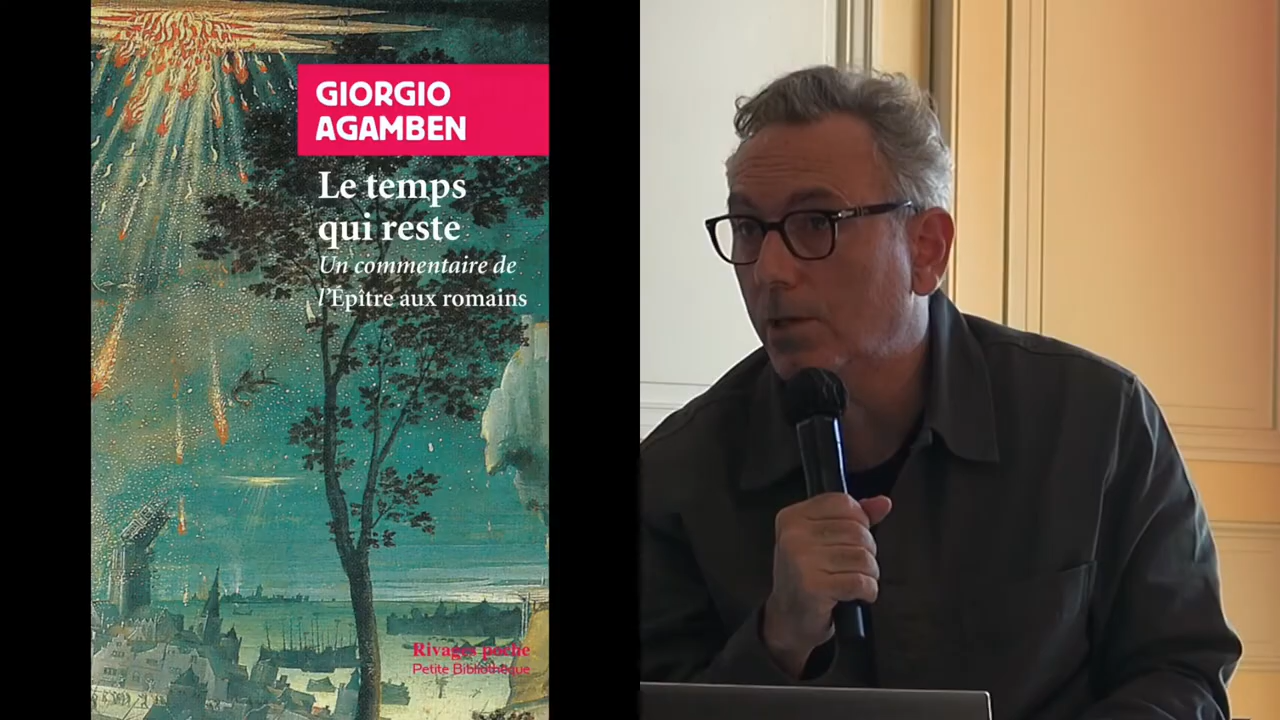 GIORGIO
AGAMBEN
Le temps
qui reste
Un commentaire de
l'Épître aux romains
Rivages poche
Petite Bibliothèque